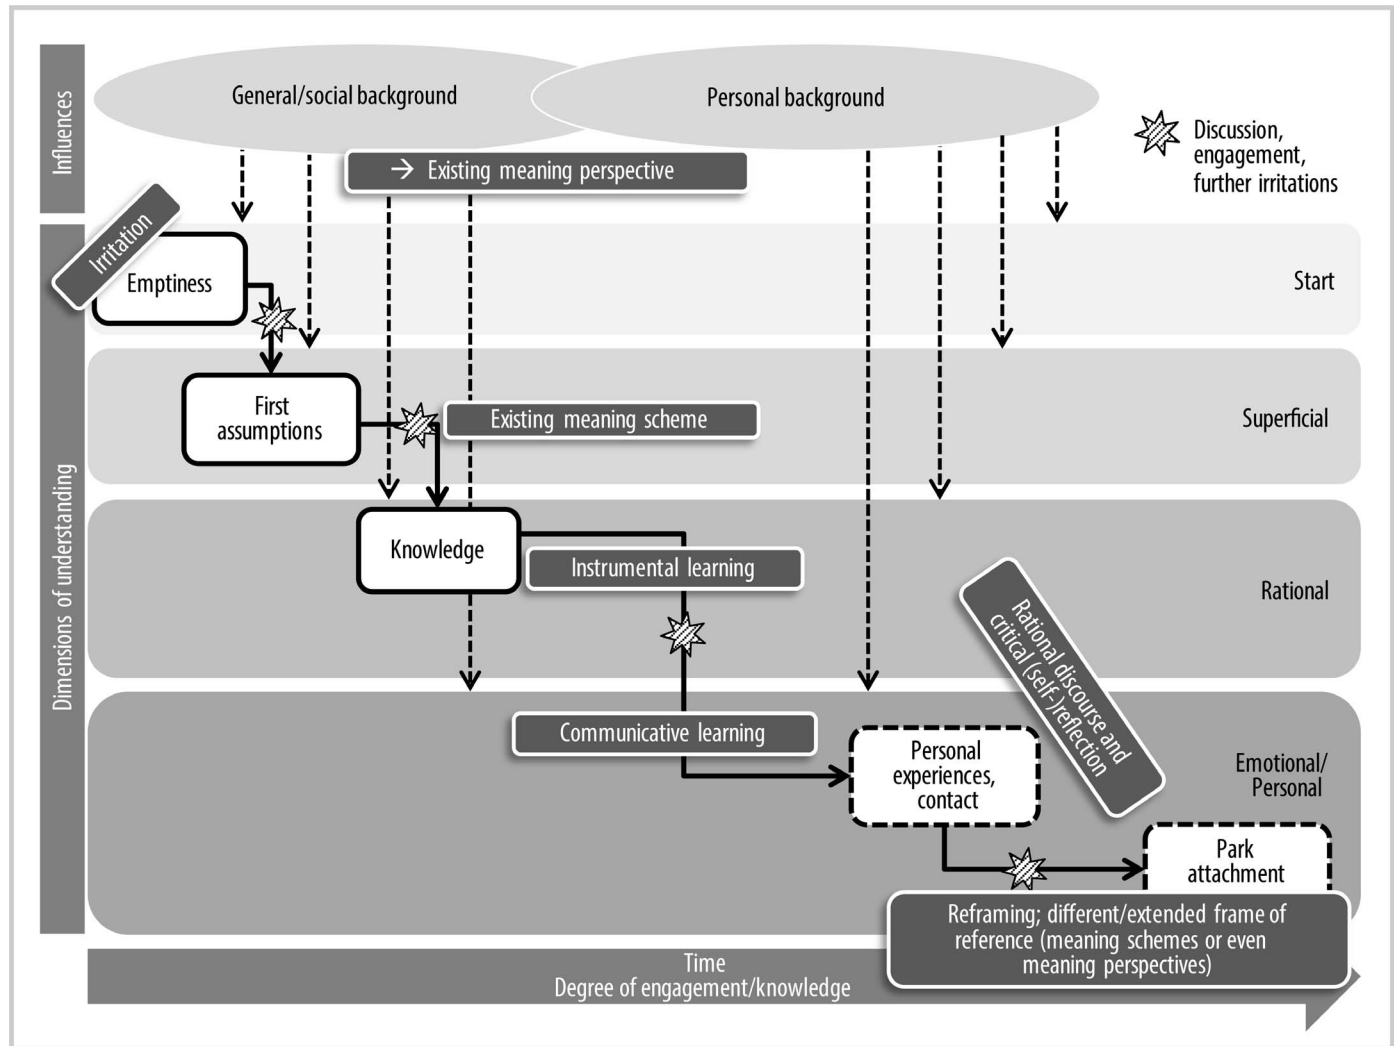 Influences
General/social background
Personal background
→ Existing meaning perspective
Discussion,
engagement,
further irritations
Dimensions of understanding
Irritation
Emptiness
Start
First
assumptions
Existing meaning scheme
Superficial
Knowledge
Instrumental learning
Rational
Rational discourse and
critical (self-)reflection
Communicative learning
Personal
experiences,
contact
Emotional/
Personal
Park
attachment
Reframing; different/extended frame of
reference (meaning schemes or even
meaning perspectives)
Time
Degree of engagement/knowledge